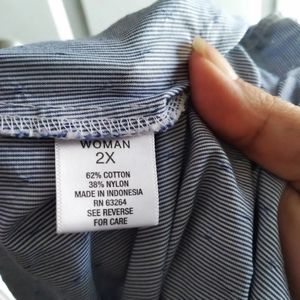 WOMAN
2X
62% COTTON
38% NYLON
MADE IN INDONESIA
RN 63264
SEE REVERSE
FOR CARE